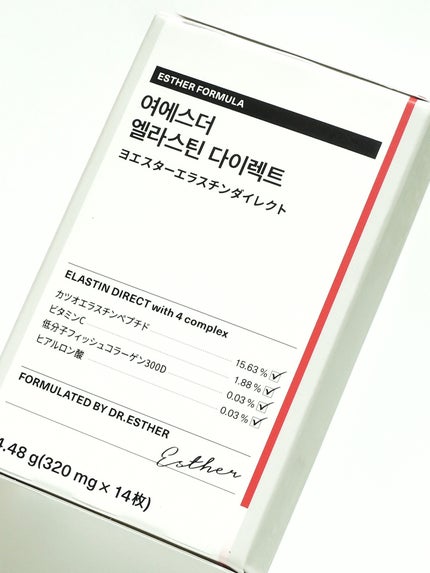 ESTHER FORMULA
여에스더
엘라스틴 다이렉트
ヨエスターエラスチンダイレクト
ELASTIN DIRECT with 4 complex
カツオエラスチンペプチド 15.63 %
ビタミンC 1.88 %
低分子フィッシュコラーゲン300D 0.03 %
ヒアルロン酸 0.03 %
FORMULATED BY DR.ESTHER
Esther
4.48 g(320 mg × 14枚)